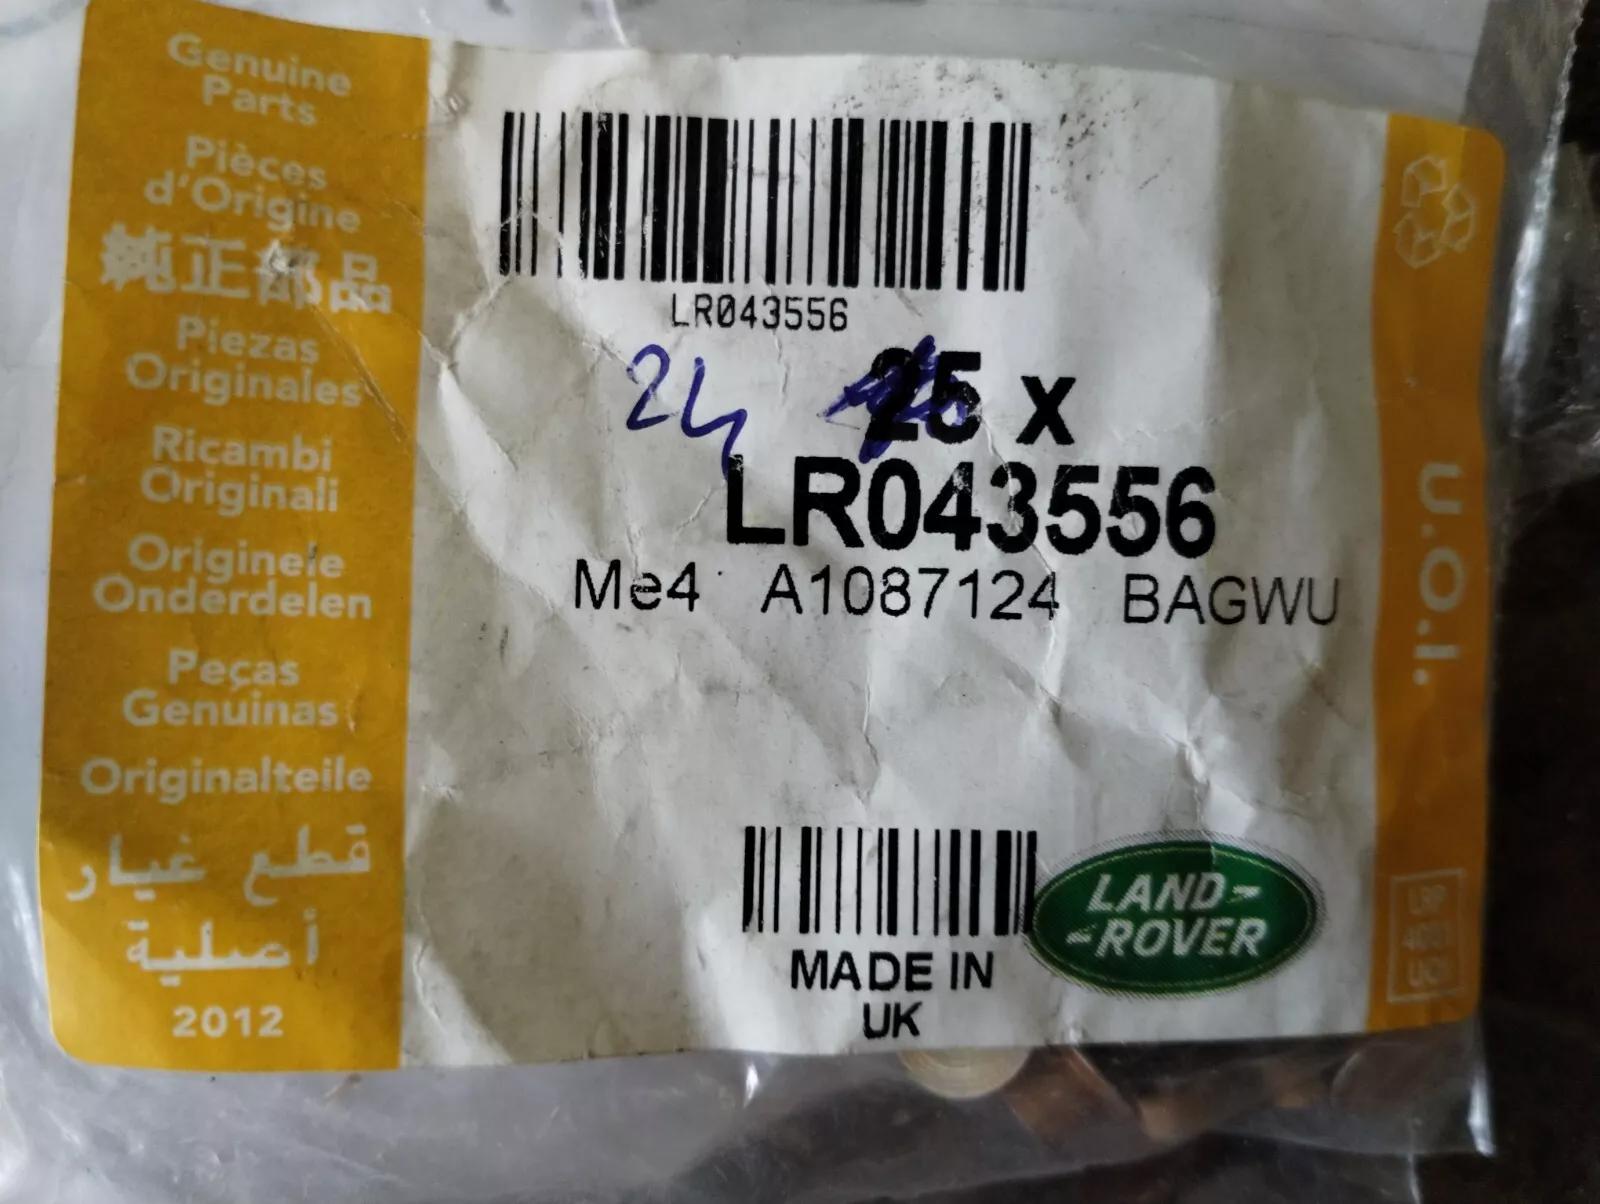 Genuine
Parts
Pièces
d'Origine
純正部品
Piezas
Originales
Ricambi
Originali
Originele
Onderdelen
Peças
Genuinas
Originalteile
قطع غيار
أصلية
2012
LR043556
24 25 x
LR043556
Me4 A1087124 BAGWU
MADE IN
UK
LAND-
-ROVER
U.O.I.